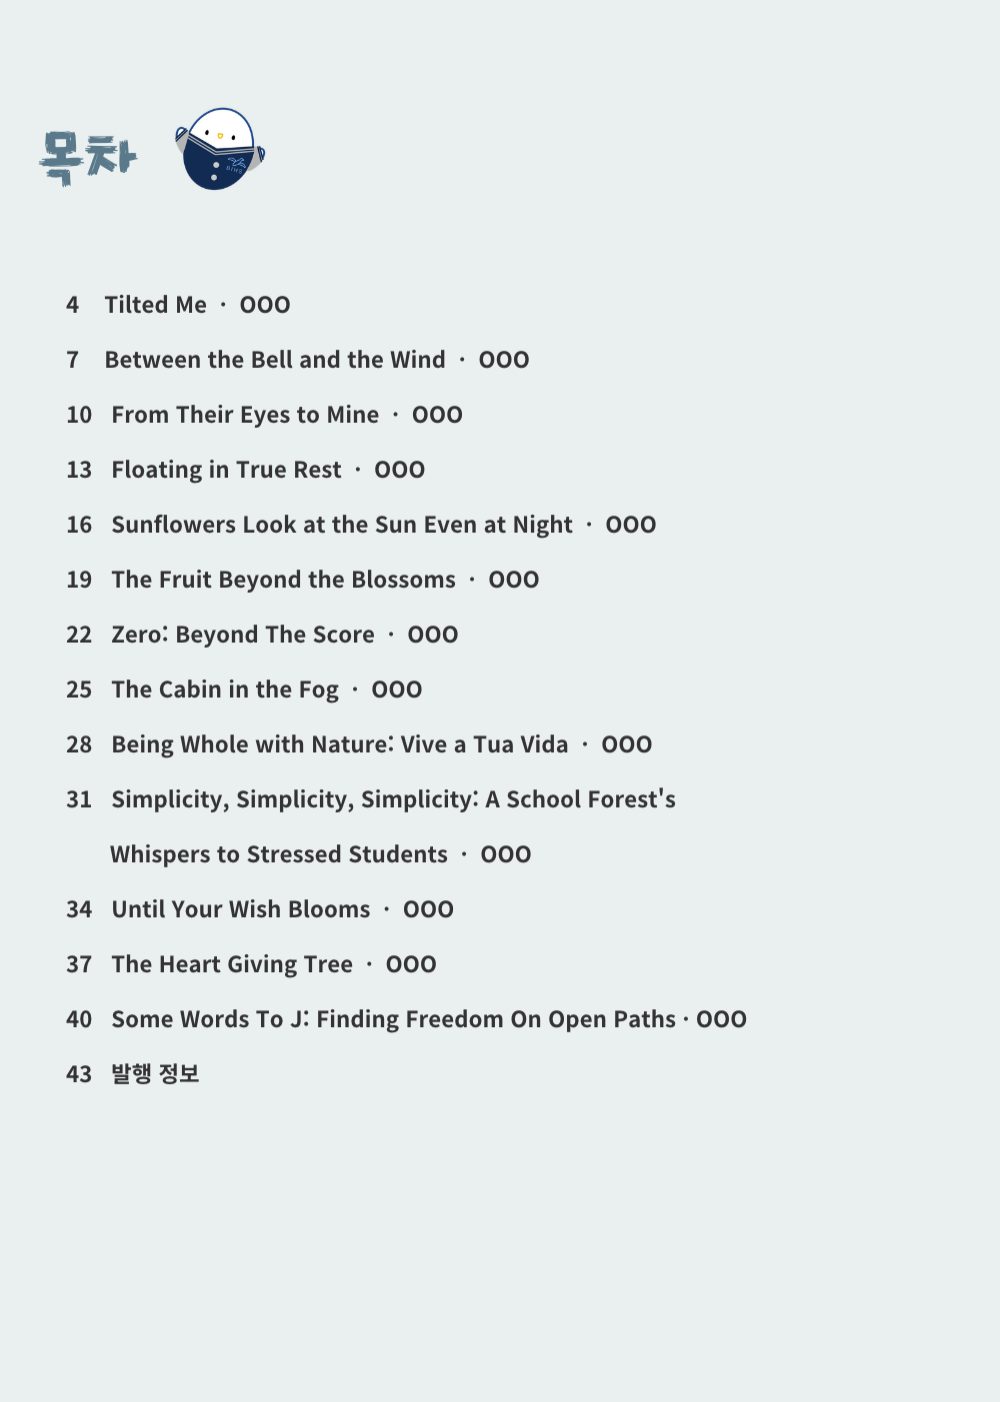 목차
4 Tilted Me · OOO
7 Between the Bell and the Wind · OOO
10 From Their Eyes to Mine · OOO
13 Floating in True Rest · OOO
16 Sunflowers Look at the Sun Even at Night · OOO
19 The Fruit Beyond the Blossoms · OOO
22 Zero: Beyond The Score · OOO
25 The Cabin in the Fog · OOO
28 Being Whole with Nature: Vive a Tua Vida · OOO
31 Simplicity, Simplicity, Simplicity: A School Forest's
Whispers to Stressed Students · OOO
34 Until Your Wish Blooms · OOO
37 The Heart Giving Tree · OOO
40 Some Words To J: Finding Freedom On Open Paths · OOO
43 발행 정보